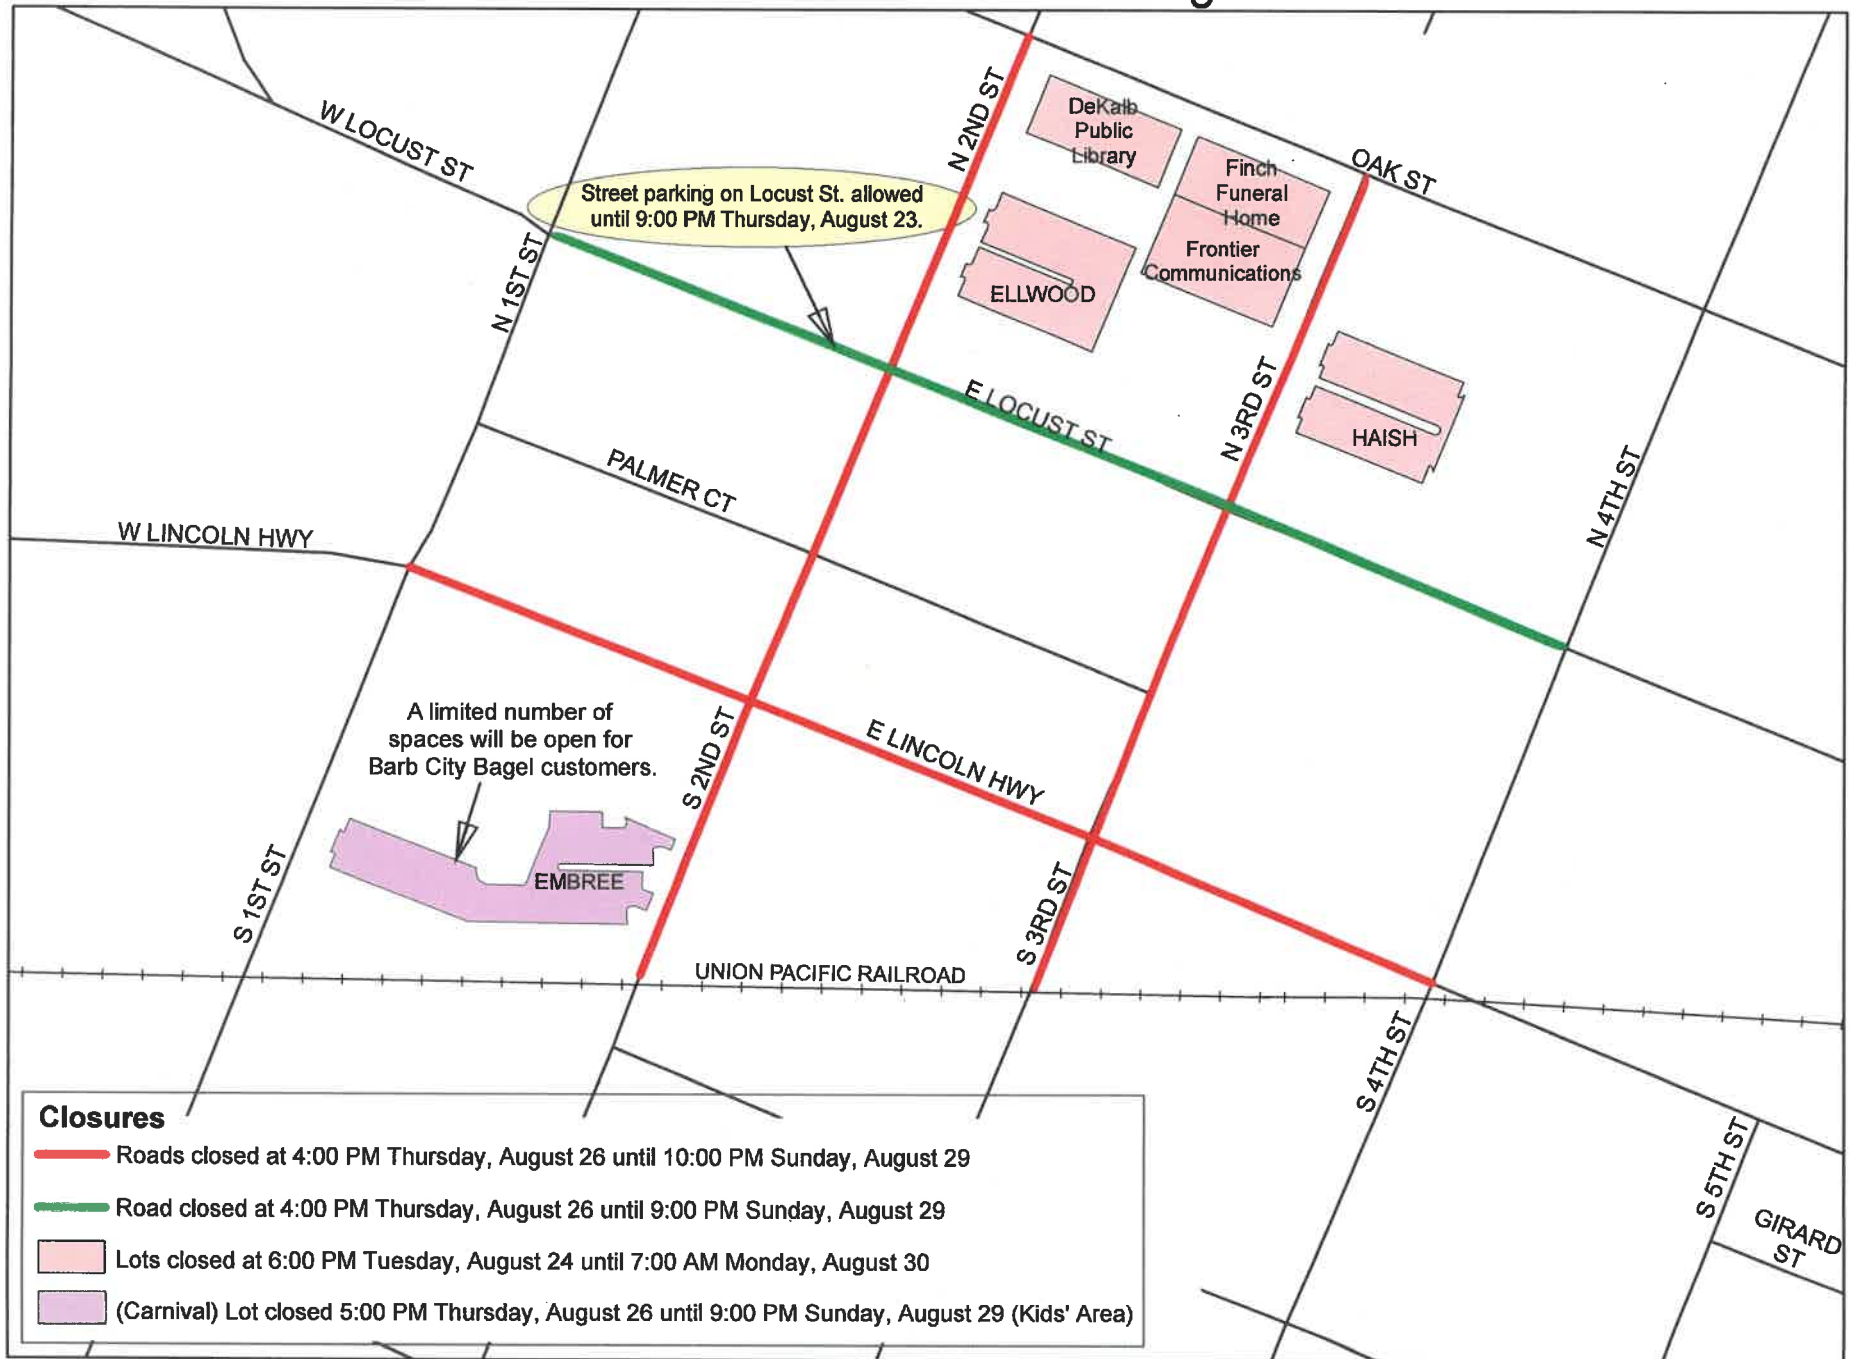 W LOCUST ST
N 2ND ST
DeKalb
Public
Library
Finch
Funeral
Home
OAK ST
Street parking on Locust St. allowed
until 9:00 PM Thursday, August 23.
N 1ST ST
Frontier
Communications
ELLWOOD
E LOCUST ST
N 3RD ST
HAISH
PALMER CT
N 4TH ST
W LINCOLN HWY
A limited number of
spaces will be open for
Barb City Bagel customers.
S 2ND ST
E LINCOLN HWY
EMBREE
S 1ST ST
S 3RD ST
UNION PACIFIC RAILROAD
S 4TH ST
S 5TH ST
GIRARD
ST
Closures
Roads closed at 4:00 PM Thursday, August 26 until 10:00 PM Sunday, August 29
Road closed at 4:00 PM Thursday, August 26 until 9:00 PM Sunday, August 29
Lots closed at 6:00 PM Tuesday, August 24 until 7:00 AM Monday, August 30
(Carnival) Lot closed 5:00 PM Thursday, August 26 until 9:00 PM Sunday, August 29 (Kids' Area)